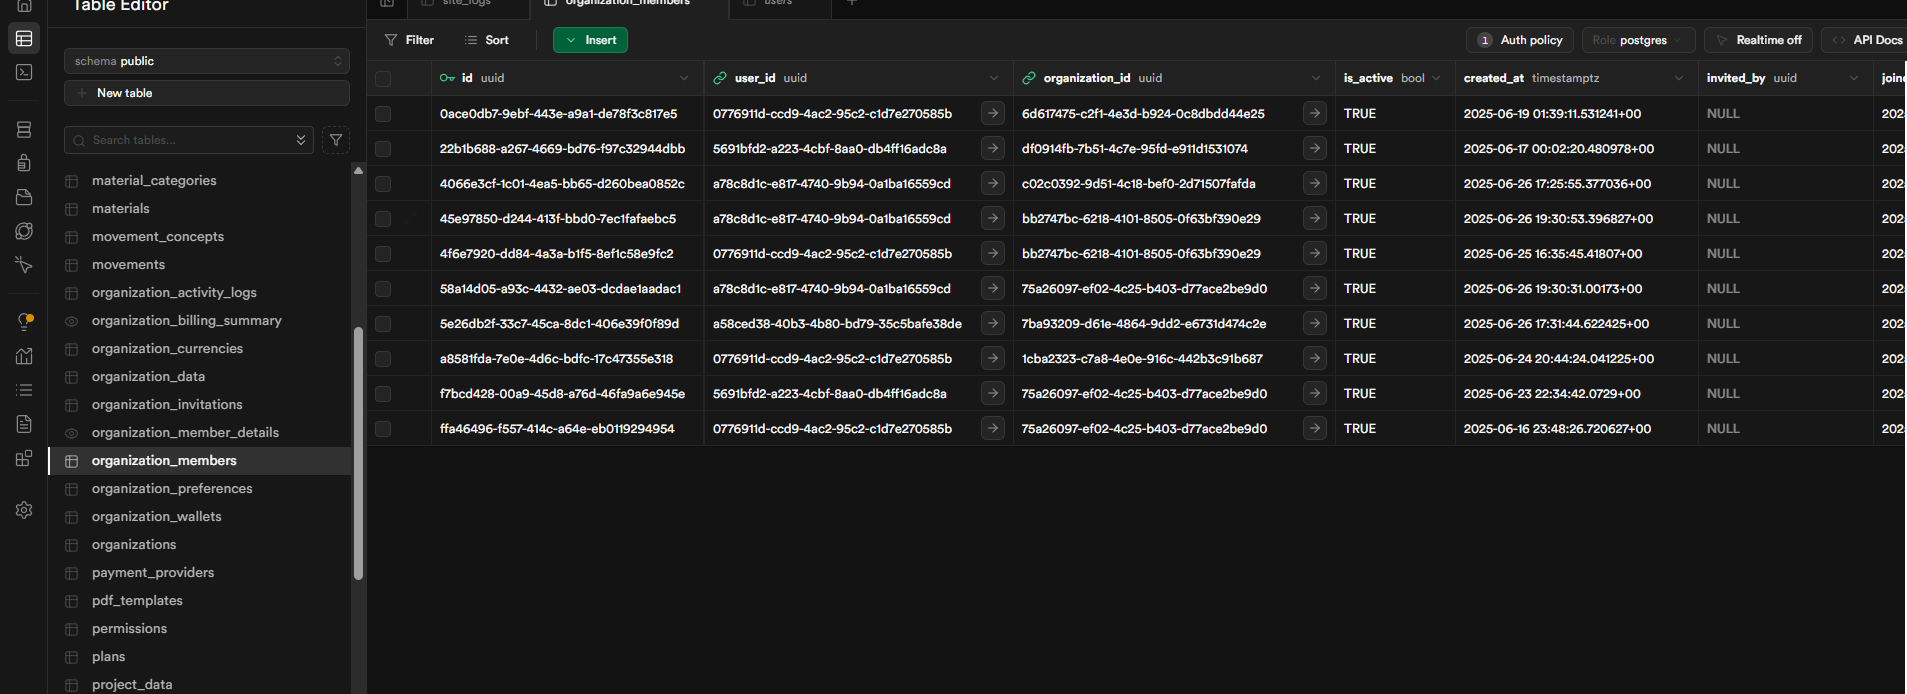 Table Editor
site_logs
organization_members
users
schema public
New table
Search tables...
material_categories
materials
movement_concepts
movements
organization_activity_logs
organization_billing_summary
organization_currencies
organization_data
organization_invitations
organization_member_details
organization_members
organization_preferences
organization_wallets
organizations
payment_providers
pdf_templates
permissions
plans
project_data
Filter
Sort
Insert
1 Auth policy
Role postgres
Realtime off
API Docs
id uuid user_id uuid organization_id uuid is_active bool created_at timestamptz invited_by uuid joine
0ace0db7-9ebf-443e-a9a1-de78f3c817e5 0776911d-ccd9-4ac2-95c2-c1d7e270585b 6d617475-c2f1-4e3d-b924-0c8dbdd44e25 TRUE 2025-06-19 01:39:11.531241+00 NULL 202
22b1b688-a267-4669-bd76-f97c32944dbb 5691bfd2-a223-4cbf-8aa0-db4ff16adc8a df0914fb-7b51-4c7e-95fd-e911d1531074 TRUE 2025-06-17 00:02:20.480978+00 NULL 202
4066e3cf-1c01-4ea5-bb65-d260bea0852c a78c8d1c-e817-4740-9b94-0a1ba16559cd c02c0392-9d51-4c18-bef0-2d71507fafda TRUE 2025-06-26 17:25:55.377036+00 NULL 202
45e97850-d244-413f-bbd0-7ec1fafaebc5 a78c8d1c-e817-4740-9b94-0a1ba16559cd bb2747bc-6218-4101-8505-0f63bf390e29 TRUE 2025-06-26 19:30:53.396827+00 NULL 202
4f6e7920-dd84-4a3a-b1f5-8ef1c58e9fc2 0776911d-ccd9-4ac2-95c2-c1d7e270585b bb2747bc-6218-4101-8505-0f63bf390e29 TRUE 2025-06-25 16:35:45.41807+00 NULL 202
58a14d05-a93c-4432-ae03-dcdae1aadac1 a78c8d1c-e817-4740-9b94-0a1ba16559cd 75a26097-ef02-4c25-b403-d77ace2be9d0 TRUE 2025-06-26 19:30:31.00173+00 NULL 202
5e26db2f-33c7-45ca-8dc1-406e39f0f89d a58ced38-40b3-4b80-bd79-35c5bafe38de 7ba93209-d61e-4864-9dd2-e6731d474c2e TRUE 2025-06-26 17:31:44.622425+00 NULL 202
a8581fda-7e0e-4d6c-bdfc-17c47355e318 0776911d-ccd9-4ac2-95c2-c1d7e270585b 1cba2323-c7a8-4e0e-916c-442b3c91b687 TRUE 2025-06-24 20:44:24.041225+00 NULL 202
f7bcd428-00a9-45d8-a76d-46fa9a6e945e 5691bfd2-a223-4cbf-8aa0-db4ff16adc8a 75a26097-ef02-4c25-b403-d77ace2be9d0 TRUE 2025-06-23 22:34:42.0729+00 NULL 202
ffa46496-f557-414c-a64e-eb0119294954 0776911d-ccd9-4ac2-95c2-c1d7e270585b 75a26097-ef02-4c25-b403-d77ace2be9d0 TRUE 2025-06-16 23:48:26.720627+00 NULL 202